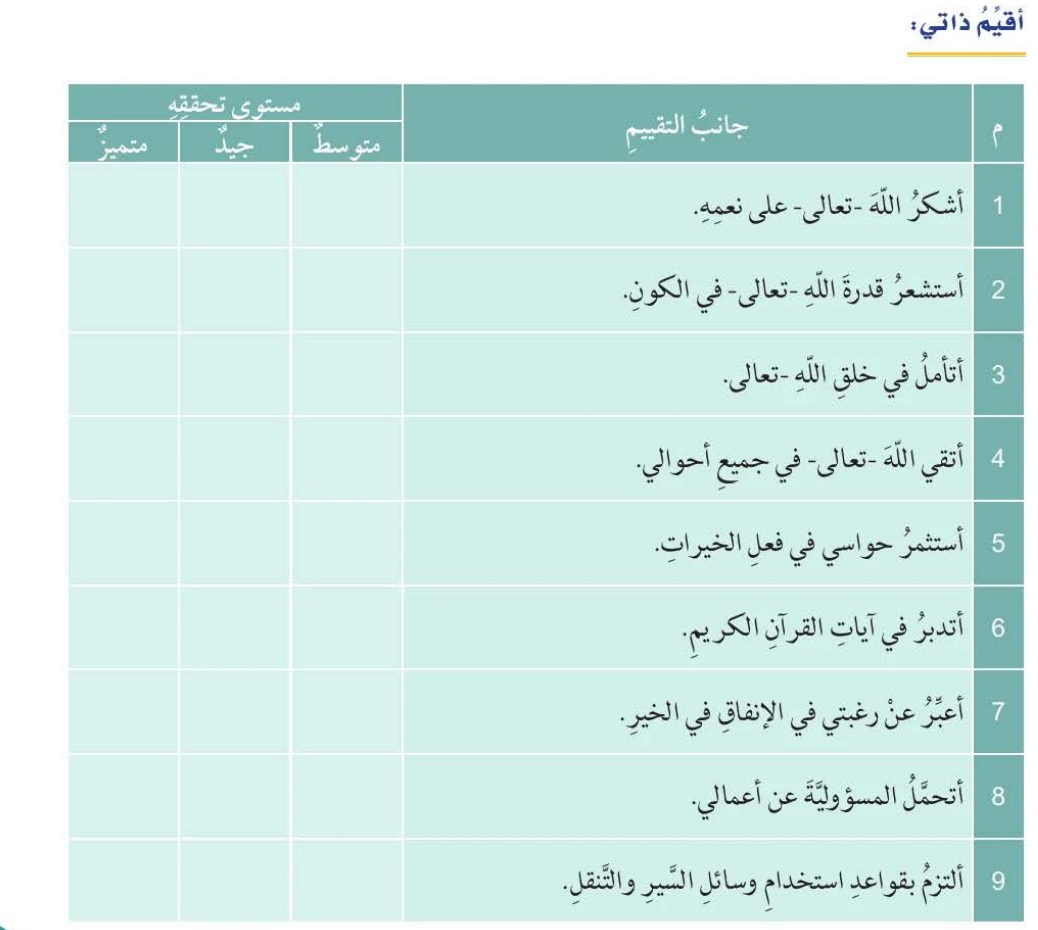 أقيِّمُ ذاتي:
م
جانبُ التقييمِ
مستوى تحققِهِ
متوسطٌ
جيدٌ
متميزٌ
1 أشكرُ اللّهَ -تعالى- على نعمِهِ.
2 أستشعرُ قدرةَ اللّهِ -تعالى- في الكونِ.
3 أتأملُ في خلقِ اللّهِ -تعالى.
4 أتقي اللّهَ -تعالى- في جميعِ أحوالي.
5 أستثمرُ حواسي في فعلِ الخيراتِ.
6 أتدبرُ في آياتِ القرآنِ الكريمِ.
7 أعبِّرُ عنْ رغبتي في الإنفاقِ في الخيرِ.
8 أتحمَّلُ المسؤوليَّةَ عن أعمالي.
9 ألتزمُ بقواعدِ استخدامِ وسائلِ السَّيرِ والتَّنقلِ.